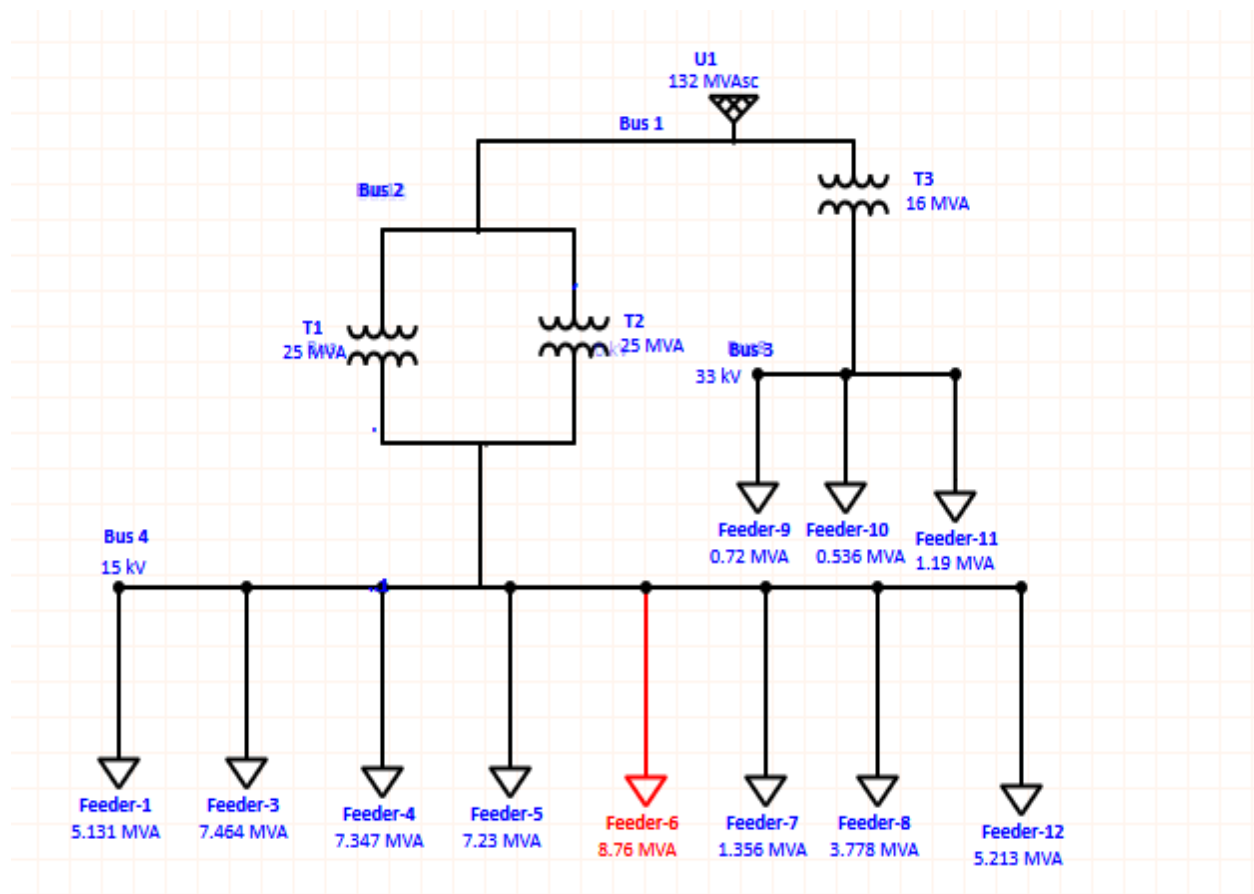 U1
132 MVAsc
Bus 1
T3
16 MVA
Bus 2
T1
25 MVA
T2
25 MVA
Bus 3
33 kV
Feeder-9
0.72 MVA
Feeder-10
0.536 MVA
Feeder-11
1.19 MVA
Bus 4
15 kV
Feeder-1
5.131 MVA
Feeder-3
7.464 MVA
Feeder-4
7.347 MVA
Feeder-5
7.23 MVA
Feeder-6
8.76 MVA
Feeder-7
1.356 MVA
Feeder-8
3.778 MVA
Feeder-12
5.213 MVA